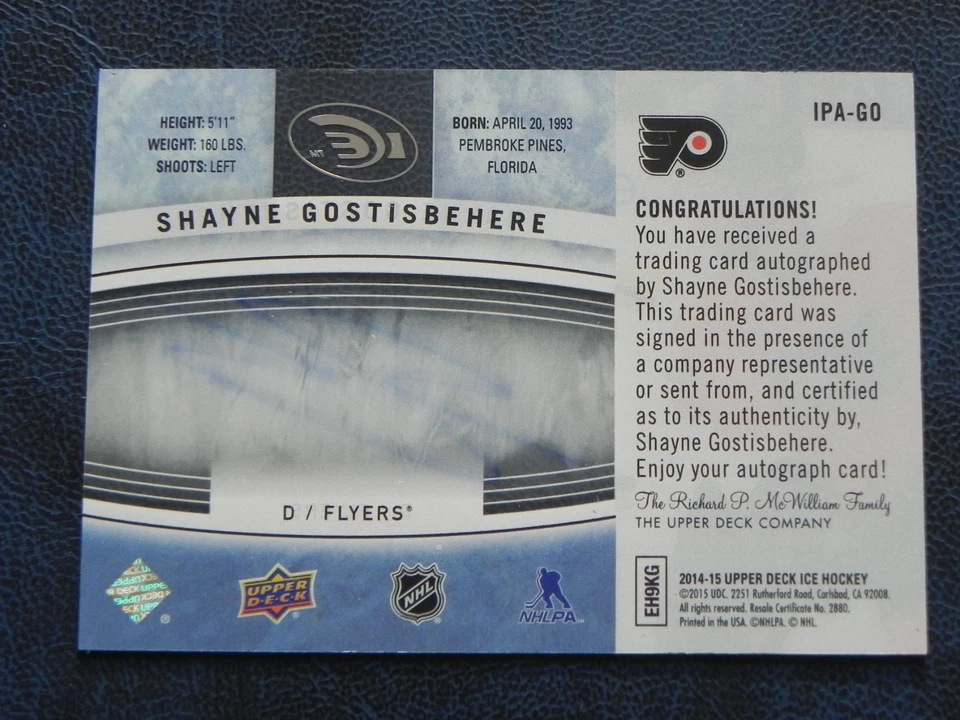 HEIGHT: 5'11"
WEIGHT: 160 LBS.
SHOOTS: LEFT
BORN: APRIL 20, 1993
PEMBROKE PINES,
FLORIDA
SHAYNE GOSTISBEHERE
D / FLYERS®
UPPER
D·E·C·K
NHL
NHLPA
IPA-GO
®
CONGRATULATIONS!
You have received a
trading card autographed
by Shayne Gostisbehere.
This trading card was
signed in the presence of
a company representative
or sent from, and certified
as to its authenticity by,
Shayne Gostisbehere.
Enjoy your autograph card!
The Richard P. McWilliam Family
THE UPPER DECK COMPANY
EH9KG
2014-15 UPPER DECK ICE HOCKEY
©2015 UDC. 2251 Rutherford Road, Carlsbad, CA 92008.
All rights reserved. Resale Certificate No. 2880.
Printed in the USA. ©NHLPA. © NHL.